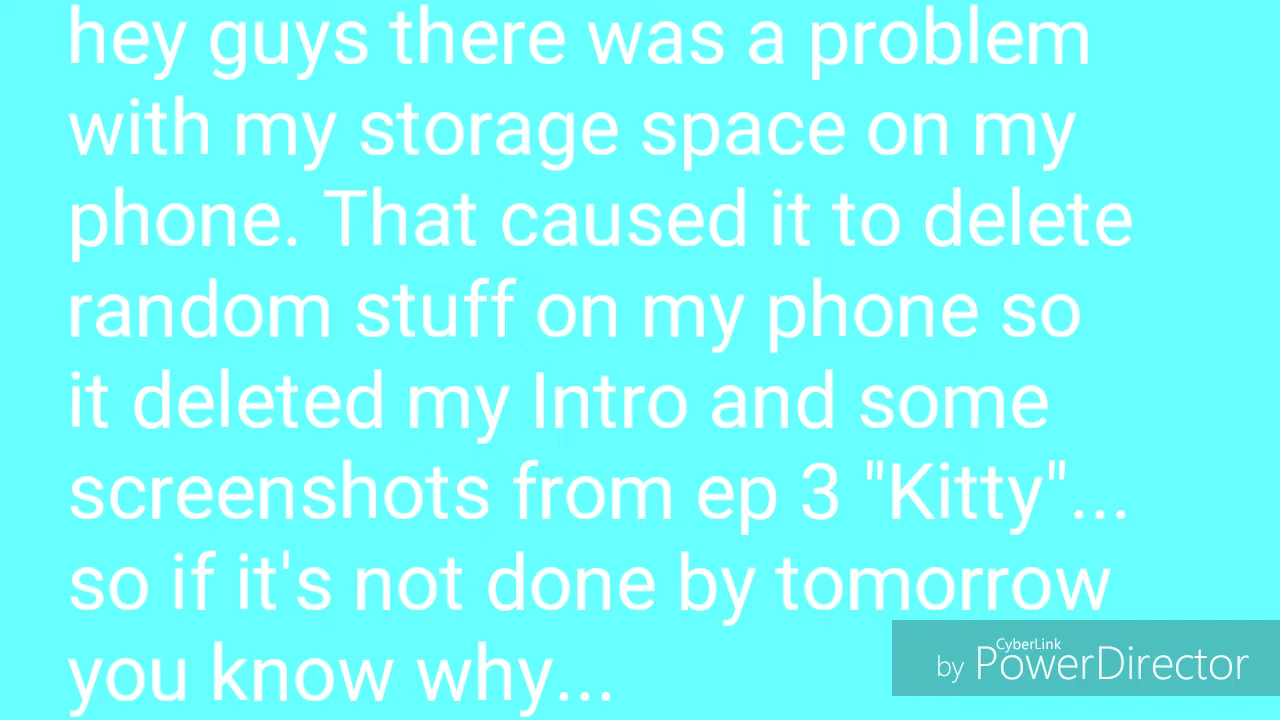 hey guys there was a problem
with my storage space on my
phone. That caused it to delete
random stuff on my phone so
it deleted my Intro and some
screenshots from ep 3 "Kitty"...
so if it's not done by tomorrow
you know why...
CyberLink
by PowerDirector